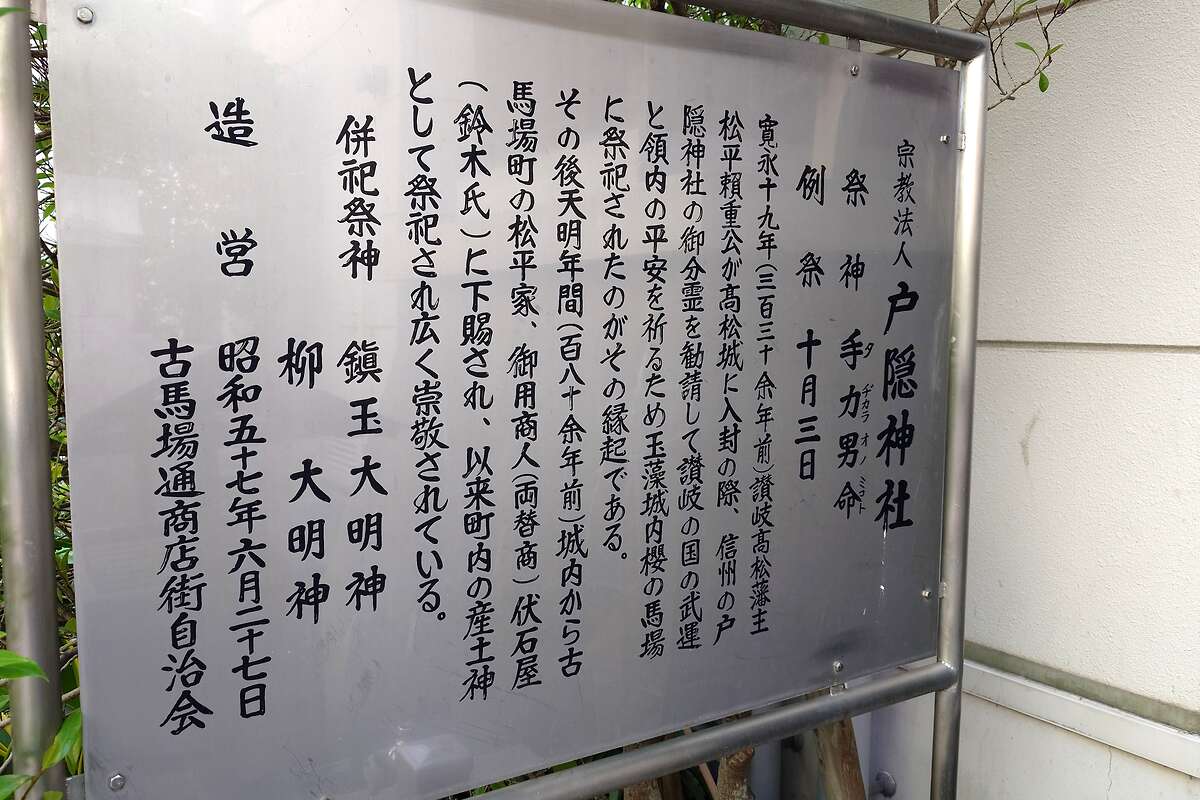 宗教法人 戸隠神社
祭神 手力男命
タ ヂカラ オノ ミコト
例祭 十月三日
寛永十九年(三百三十余年前)讃岐高松藩主
松平頼重公が髙松城に入封の際、信州の戸
隠神社の御分霊を勧請して讃岐の国の武運
と領内の平安を祈るため玉藻城内櫻の馬場
に祭祀されたのがその縁起である。
その後天明年間(百八十余年前)城内から古
馬場町の松平家、御用商人(両替商)伏石屋
(鈴木氏)に下賜され、以来町内の産土神
として祭祀され広く崇敬されている。
併祀祭神 鎭玉大明神
柳大明神
造営 昭和五十七年六月二十七日
古馬場通商店街自治会